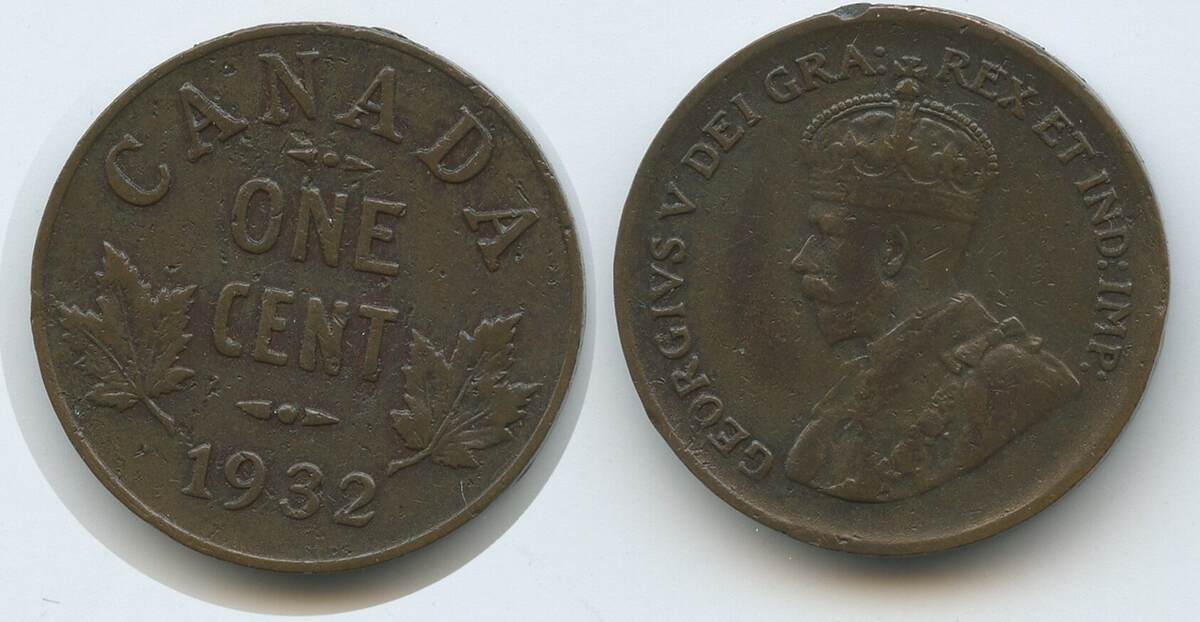 CANADA
ONE
CENT
1932
GEORGIVS V DEI GRA: REX ET IND: IMP: